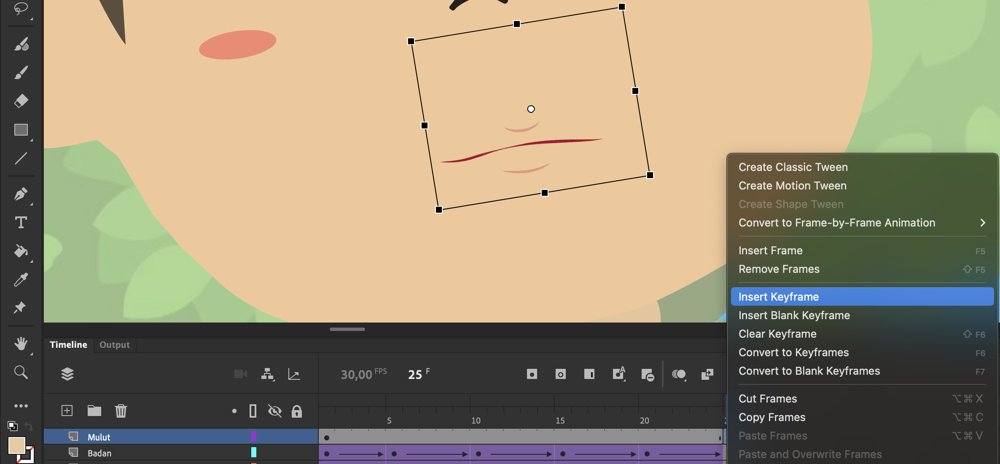 Create Classic Tween
Create Motion Tween
Create Shape Tween
Convert to Frame-by-Frame Animation
Insert Frame F5
Remove Frames ⇧ F5
Insert Keyframe
Insert Blank Keyframe
Clear Keyframe ⇧ F6
Convert to Keyframes F6
Convert to Blank Keyframes F7
Cut Frames ⌥⌘ X
Copy Frames ⌥⌘ C
Paste Frames ⌥⌘ V
Paste and Overwrite Frames
Timeline Output
30,00 FPS 25 F
5 10 15 20
Mulut
Badan